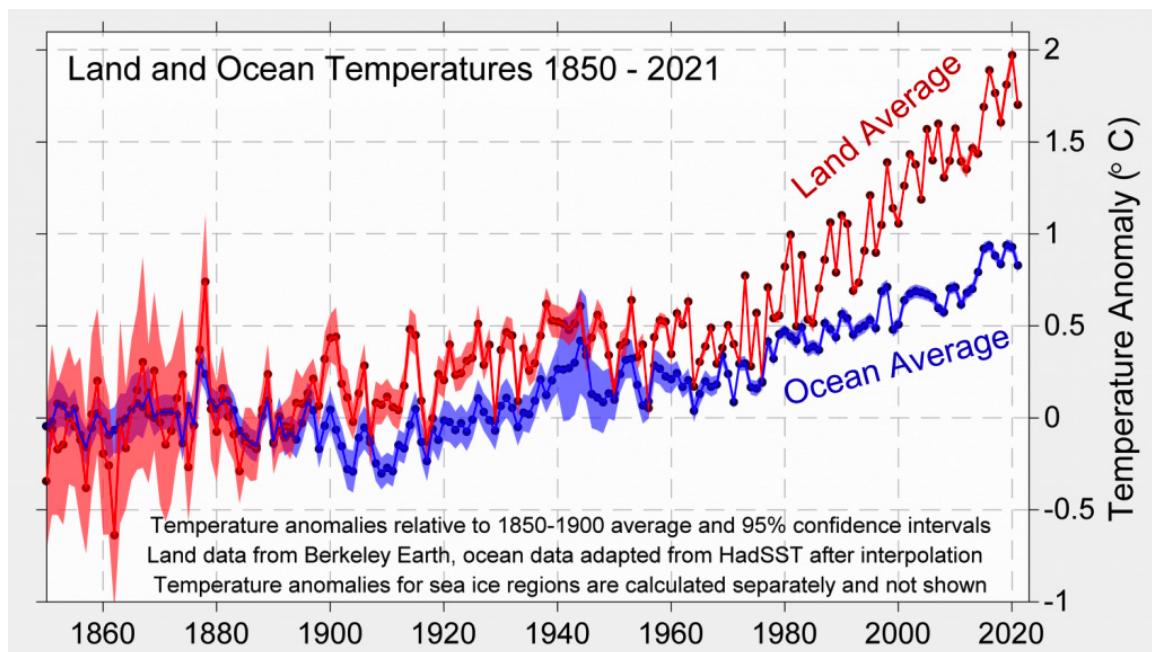 Land and Ocean Temperatures 1850 - 2021
Land Average
Ocean Average
Temperature anomalies relative to 1850-1900 average and 95% confidence intervals
Land data from Berkeley Earth, ocean data adapted from HadSST after interpolation
Temperature anomalies for sea ice regions are calculated separately and not shown
2
1.5
1
0.5
0
-0.5
-1
Temperature Anomaly (° C)
1860 1880 1900 1920 1940 1960 1980 2000 2020